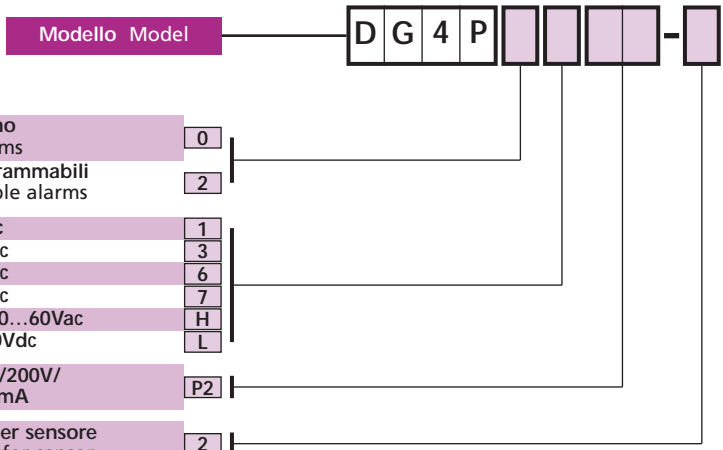 Modello Model
D G 4 P -
0
ms
rammabili
ble alarms
2
1
3
6
7
0...60Vac
H
0Vdc
L
/200V/
mA
P2
er sensore
2